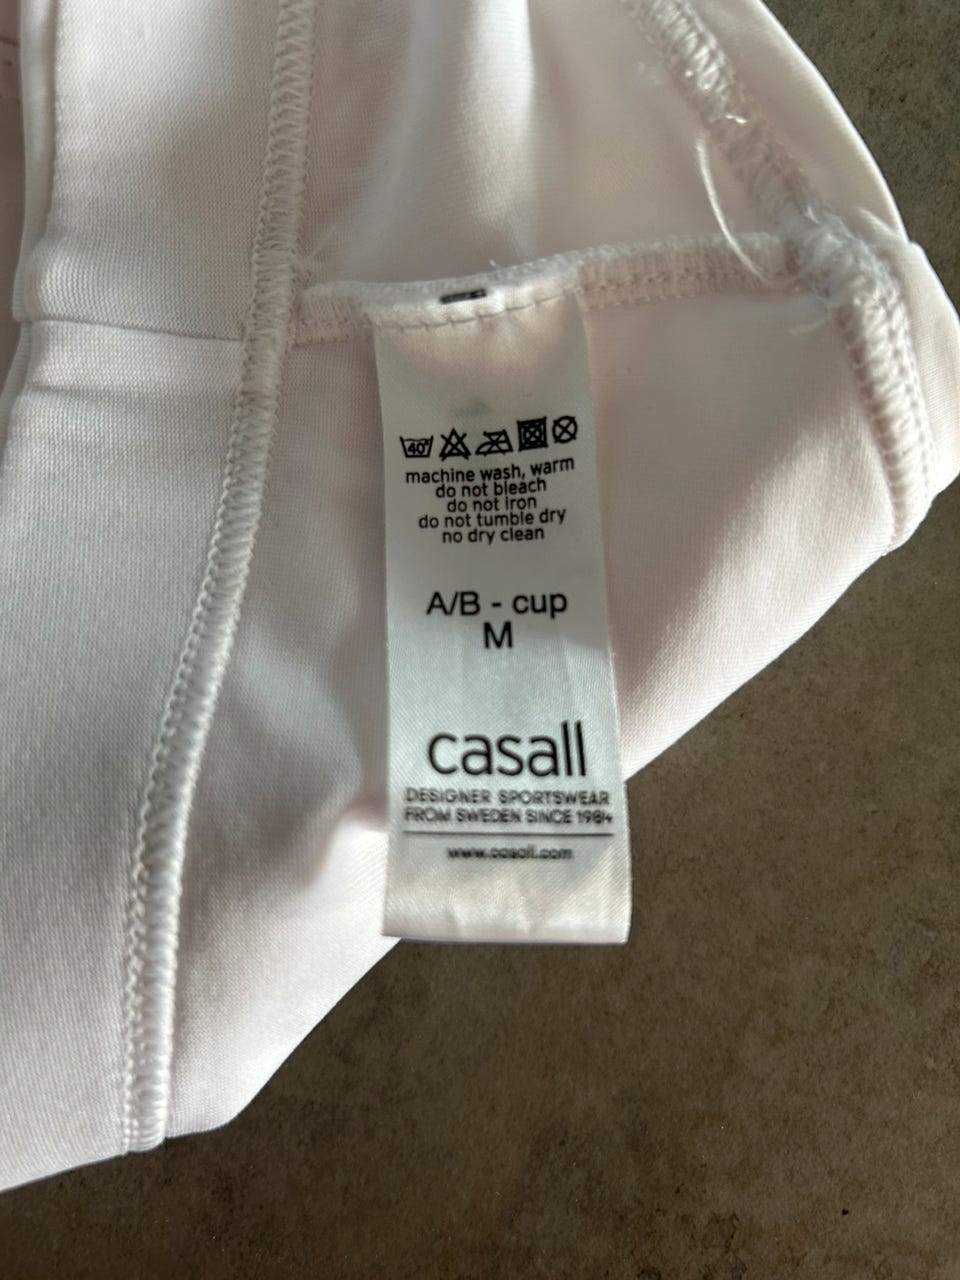 40°
machine wash, warm
do not bleach
do not iron
do not tumble dry
no dry clean
A/B - cup
M
casall
DESIGNER SPORTSWEAR
FROM SWEDEN SINCE 1984
www.casall.com